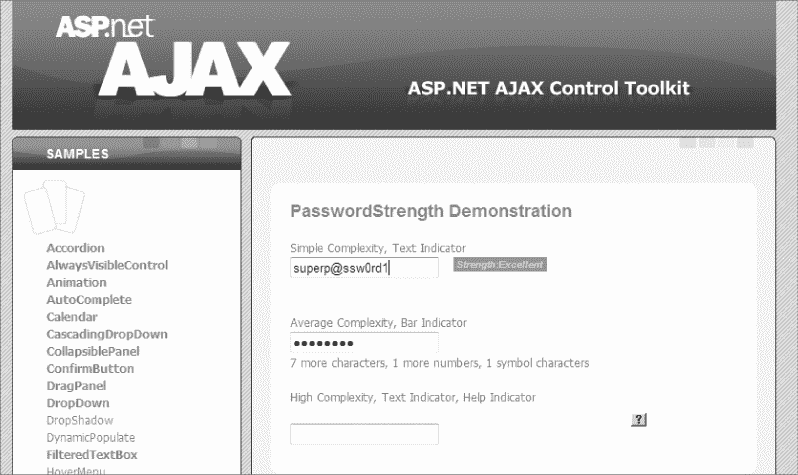 ASP.net
AJAX
ASP.NET AJAX Control Toolkit
SAMPLES
Accordion
AlwaysVisibleControl
Animation
AutoComplete
Calendar
CascadingDropDown
CollapsiblePanel
ConfirmButton
DragPanel
DropDown
DropShadow
DynamicPopulate
FilteredTextBox
HoverMenu
PasswordStrength Demonstration
Simple Complexity, Text Indicator
superp@ssw0rd1
Strength:Excellent
Average Complexity, Bar Indicator
●●●●●●●●
7 more characters, 1 more numbers, 1 symbol characters
High Complexity, Text Indicator, Help Indicator
?